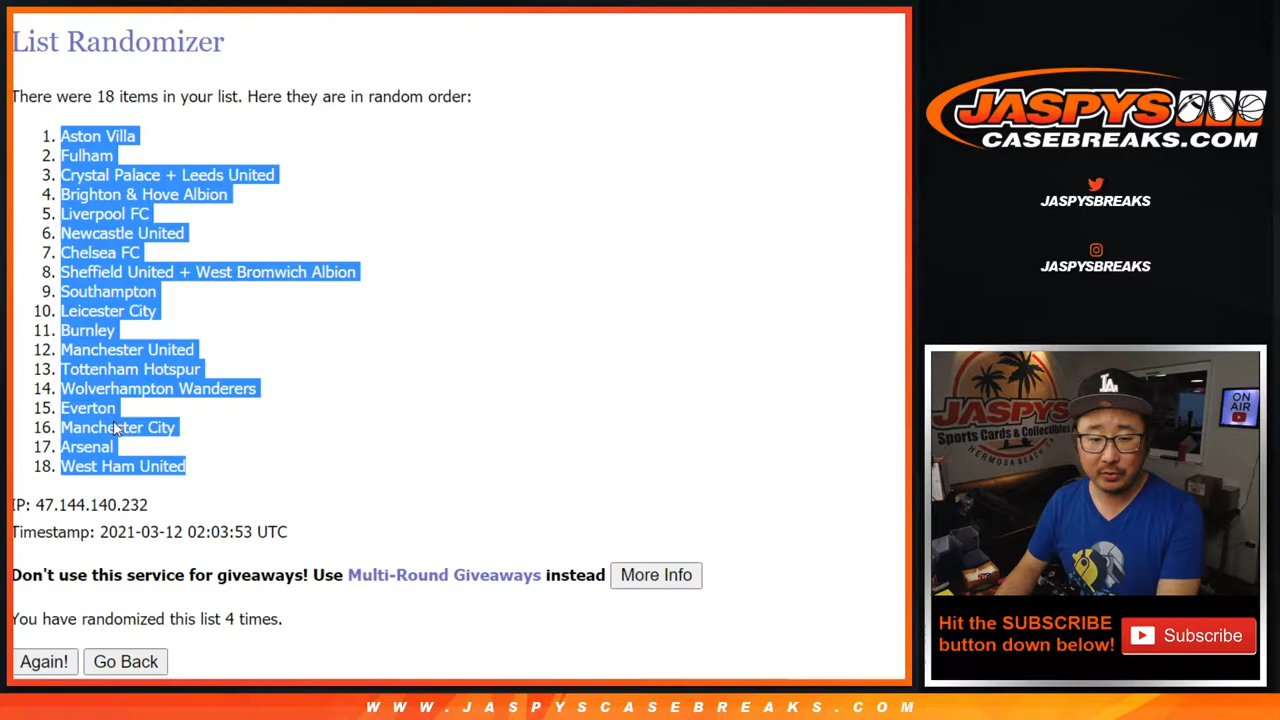 List Randomizer
There were 18 items in your list. Here they are in random order:
1. Aston Villa
2. Fulham
3. Crystal Palace + Leeds United
4. Brighton & Hove Albion
5. Liverpool FC
6. Newcastle United
7. Chelsea FC
8. Sheffield United + West Bromwich Albion
9. Southampton
10. Leicester City
11. Burnley
12. Manchester United
13. Tottenham Hotspur
14. Wolverhampton Wanderers
15. Everton
16. Manchester City
17. Arsenal
18. West Ham United
IP: 47.144.140.232
Timestamp: 2021-03-12 02:03:53 UTC
Don't use this service for giveaways! Use Multi-Round Giveaways instead More Info
You have randomized this list 4 times.
Again! Go Back
JASPYS
CASEBREAKS.COM
JASPYSBREAKS
JASPYSBREAKS
JASPYS
Sports Cards & Collectibles
HERMOSA BEACH
LA
ON
AIR
Hit the SUBSCRIBE
button down below!
Subscribe
WWW.JASPYSCASEBREAKS.COM